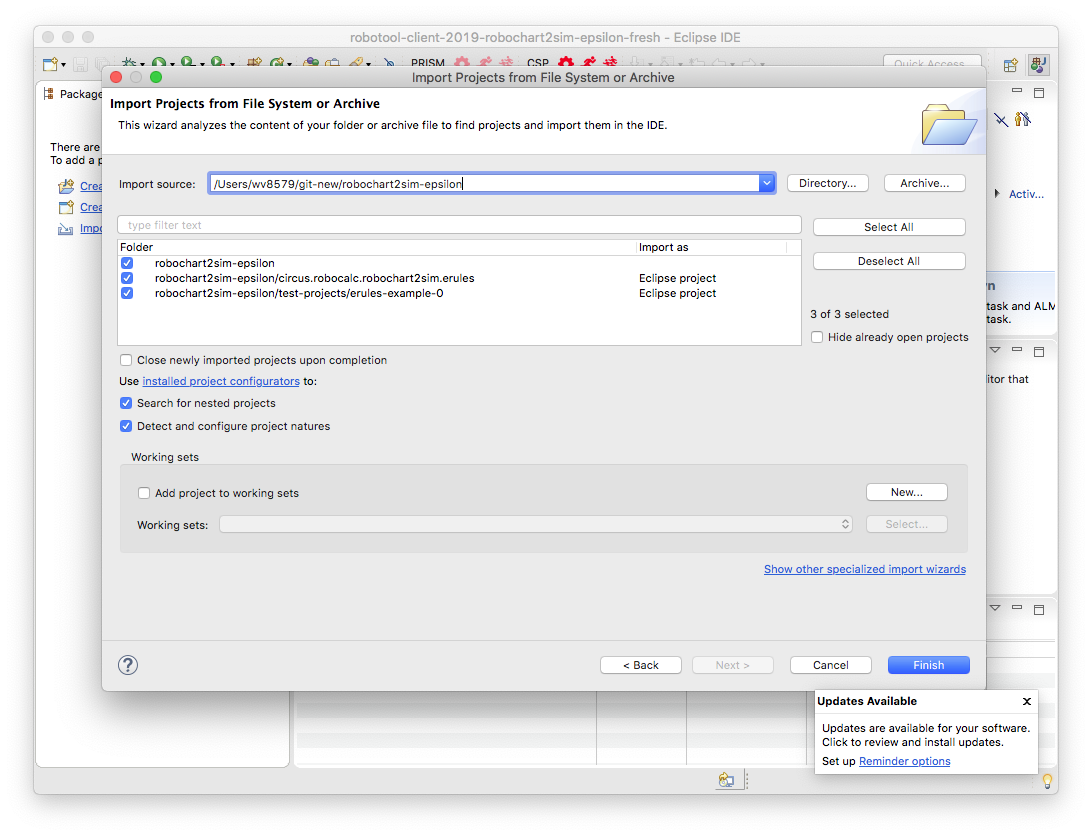 robotool-client-2019-robochart2sim-epsilon-fresh - Eclipse IDE
PRISM CSP Quick Access
Import Projects from File System or Archive
Package
Import Projects from File System or Archive
This wizard analyzes the content of your folder or archive file to find projects and import them in the IDE.
There are
To add a p
Crea
Crea
Impo
Import source: /Users/wv8579/git-new/robochart2sim-epsilon Directory... Archive...
Activ...
type filter text Select All
Folder Import as
robochart2sim-epsilon Deselect All
robochart2sim-epsilon/circus.robocalc.robochart2sim.erules Eclipse project
robochart2sim-epsilon/test-projects/erules-example-0 Eclipse project
n
task and ALM
task.
3 of 3 selected
Hide already open projects
Close newly imported projects upon completion
Use installed project configurators to:
itor that
Search for nested projects
Detect and configure project natures
Working sets
Add project to working sets New...
Working sets: Select...
Show other specialized import wizards
? < Back Next > Cancel Finish
Updates Available x
Updates are available for your software.
Click to review and install updates.
Set up Reminder options